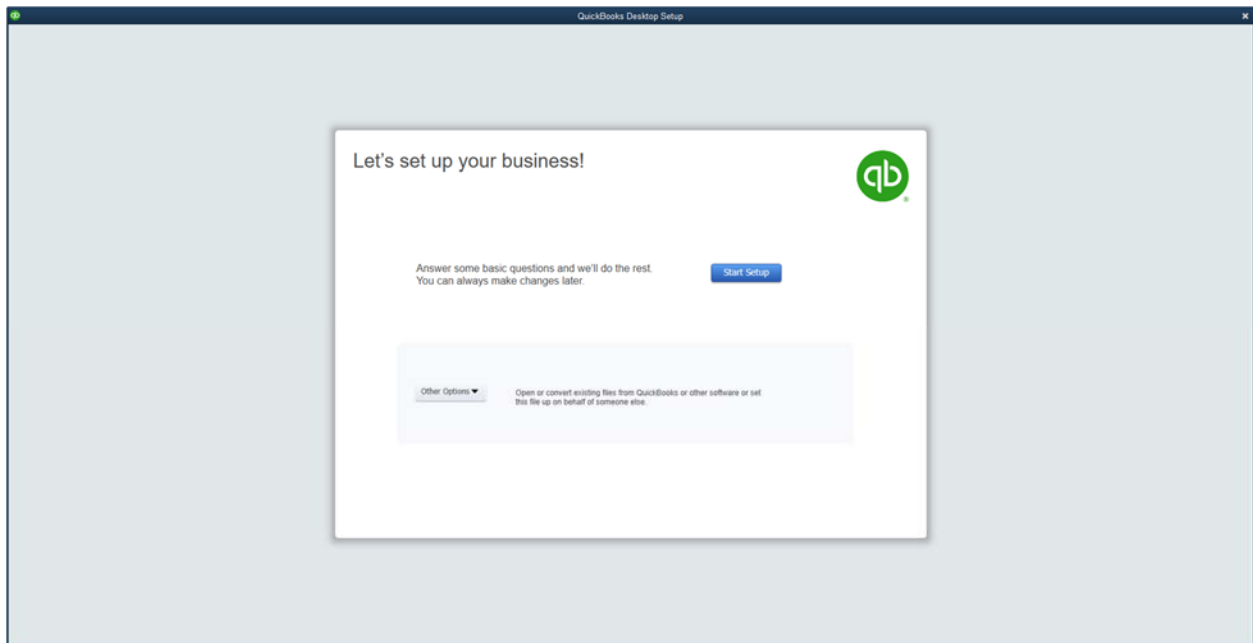 QuickBooks Desktop Setup
Let's set up your business!
qb
Answer some basic questions and we'll do the rest.
You can always make changes later.
Start Setup
Other Options
Open or convert existing files from QuickBooks or other software or set
this file up on behalf of someone else.